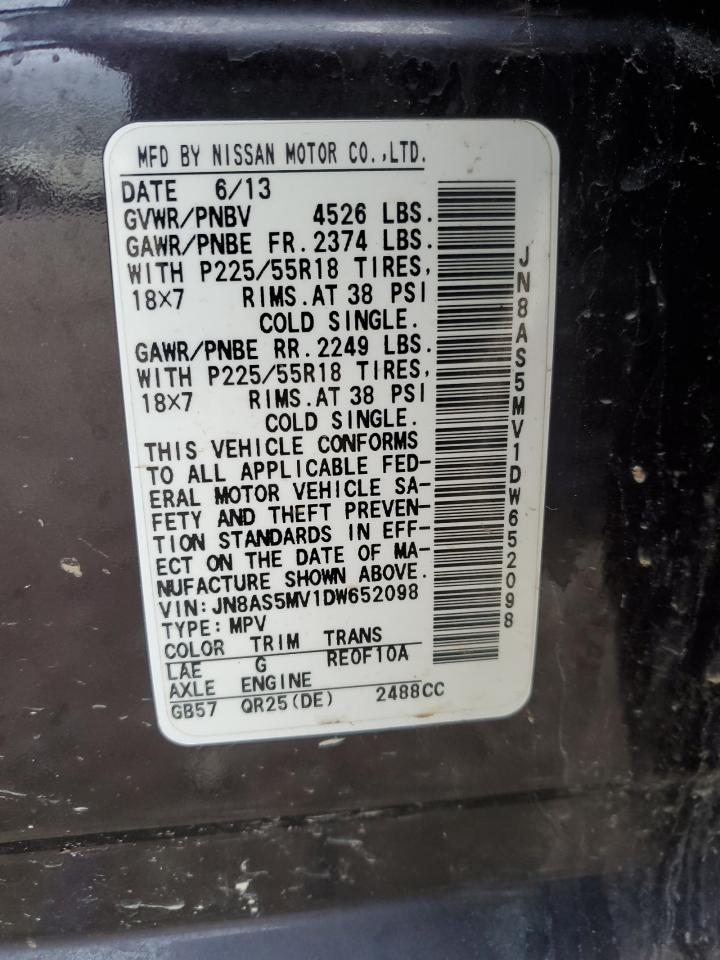 MFD BY NISSAN MOTOR CO.,LTD.
DATE 6/13
GVWR/PNBV 4526 LBS.
GAWR/PNBE FR. 2374 LBS.
WITH P225/55R18 TIRES,
18×7 RIMS. AT 38 PSI
COLD SINGLE.
GAWR/PNBE RR. 2249 LBS.
WITH P225/55R18 TIRES,
18×7 RIMS. AT 38 PSI
COLD SINGLE.
THIS VEHICLE CONFORMS
TO ALL APPLICABLE FED-
ERAL MOTOR VEHICLE SA-
FETY AND THEFT PREVEN-
TION STANDARDS IN EFF-
ECT ON THE DATE OF MA-
NUFACTURE SHOWN ABOVE.
VIN: JN8AS5MV1DW652098
TYPE: MPV
COLOR TRIM TRANS
LAE G RE0F10A
AXLE ENGINE
GB57 QR25(DE) 2488CC
JN8AS5MV1DW652098